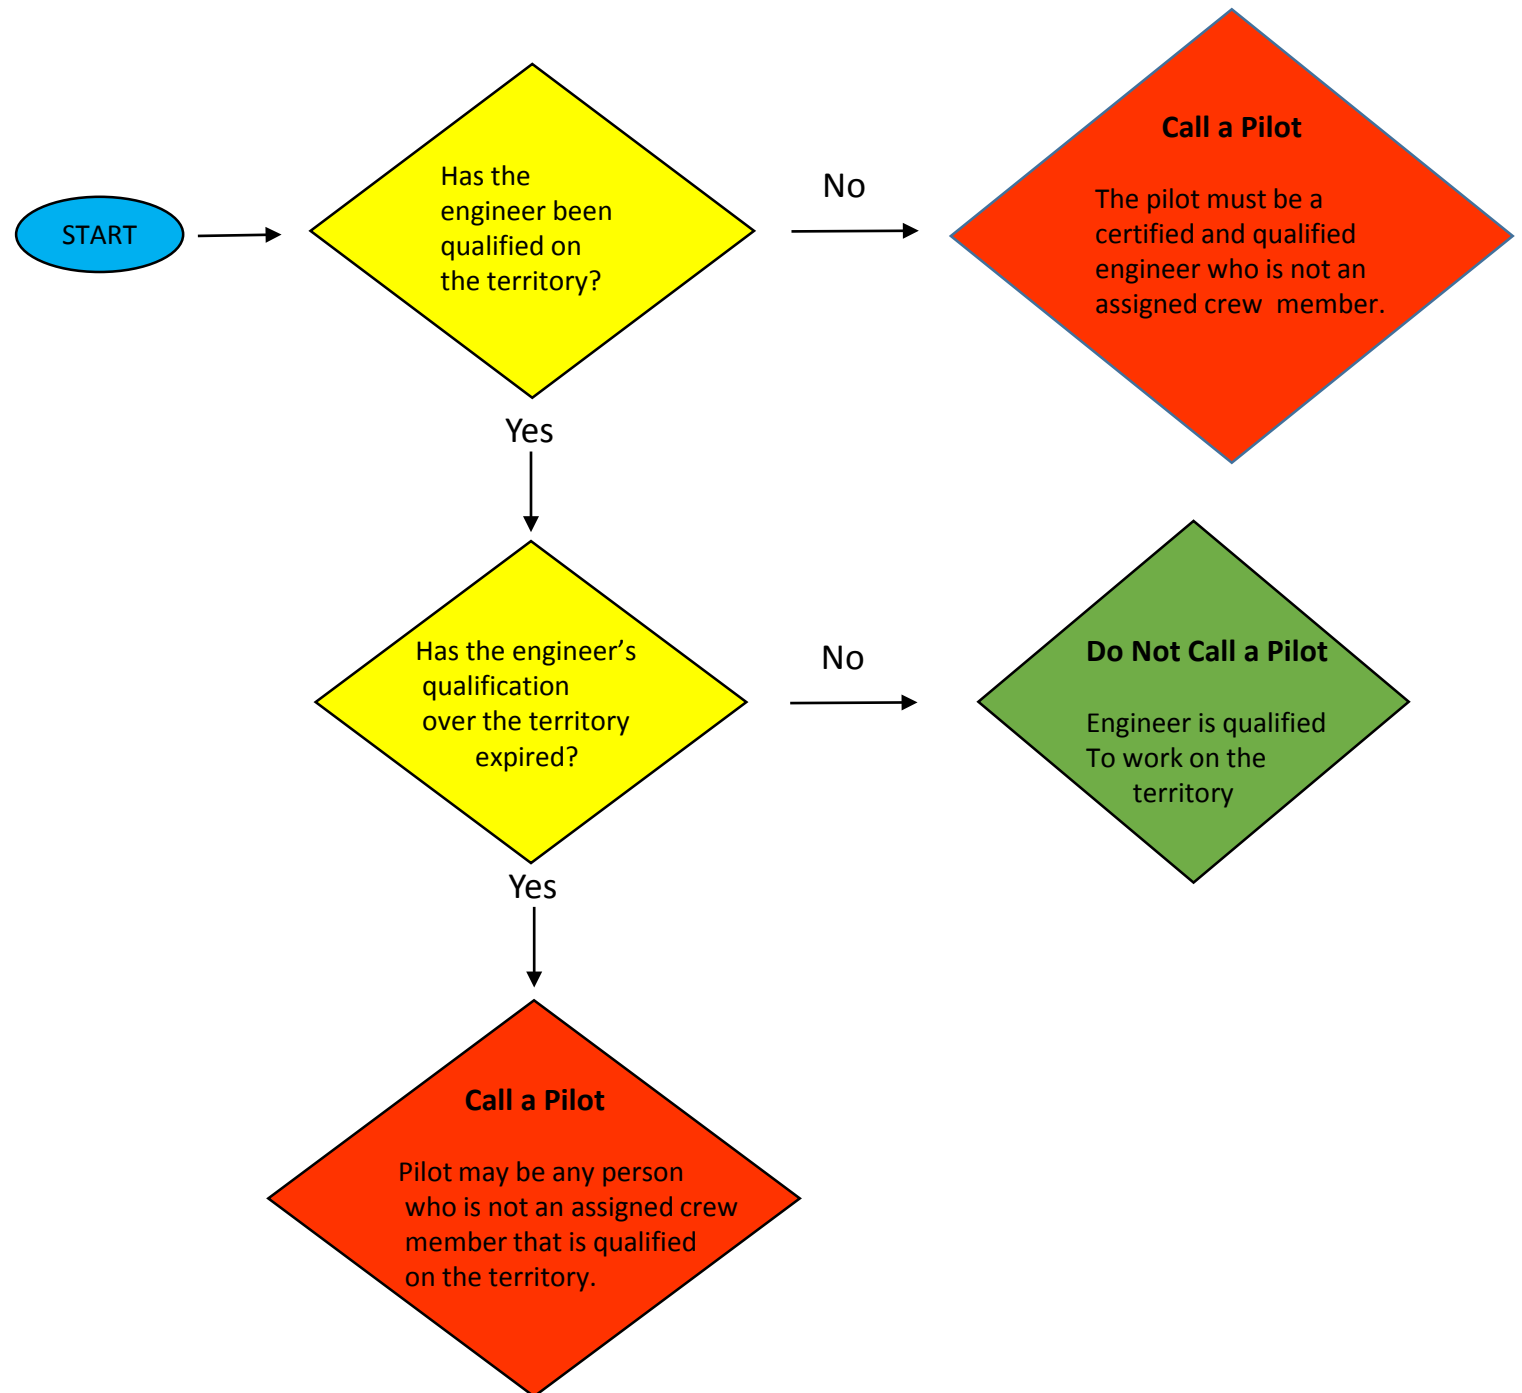 START
Has the
engineer been
qualified on
the territory?
No
Call a Pilot
The pilot must be a
certified and qualified
engineer who is not an
assigned crew  member.
Yes
Has the engineer’s
qualification
over the territory
expired?
No
Do Not Call a Pilot
Engineer is qualified
To work on the
territory
Yes
Call a Pilot
Pilot may be any person
who is not an assigned crew
member that is qualified
on the territory.